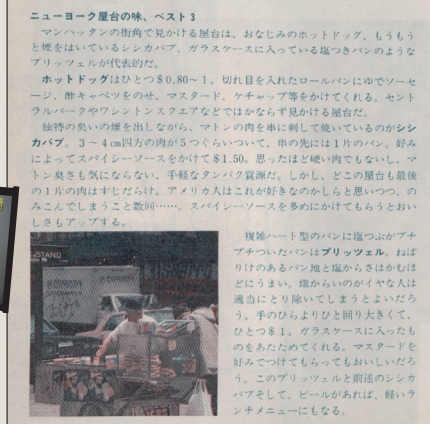 ニューヨーク屋台の味、ベスト3
マンハッタンの街角で見かける屋台は、おなじみのホットドッグ、もうもう
と煙をはいているシシカバブ、ガラスケースに入っている塩つきパンのような
プリッツェルが代表的だ。
ホットドッグはひとつ$0.80~1。切れ目を入れたロールパンにゆでソーセ
ージ、酢キャベツをのせ、マスタード、ケチャップ等をかけてくれる。セント
ラルパークやワシントンスクエアなどではかならず見かける屋台だ。
独特の臭いの煙を出しながら、マトンの肉を串に刺して焼いているのがシシ
カバブ。3~4㎝四方の肉が5つぐらいついて、串の先には1片のパン。好み
によってスパイシーソースをかけて$1.50。思ったほど硬い肉でもないし、マ
トン臭さも気にならない、手軽なタンパク質源だ。しかし、どこの屋台も最後
の1片の肉はすじだらけ。アメリカ人はこれが好きなのかしらと思いつつ、の
みこんでしまうこと数回……。スパイシーソースを多めにかけてもらうとおい
しさもアップする。
複雑ハート型のパンに塩つぶがプチ
プチついたパンはプリッツェル。ねば
りけのあるパン地と塩からさはかむほ
どにうまい。塩からいのがイヤな人は
適当にとり除いてしまうとよいだろ
う。手のひらよりひと回り大きくて、
ひとつ$1。ガラスケースに入ったも
のをあたためてくれる。マスタードを
好みでつけてもらってもおいしいだろ
う。このプリッツェルと前述のシシカ
バブそして、ビールがあれば、軽いラ
ンチメニューにもなる。
STAND